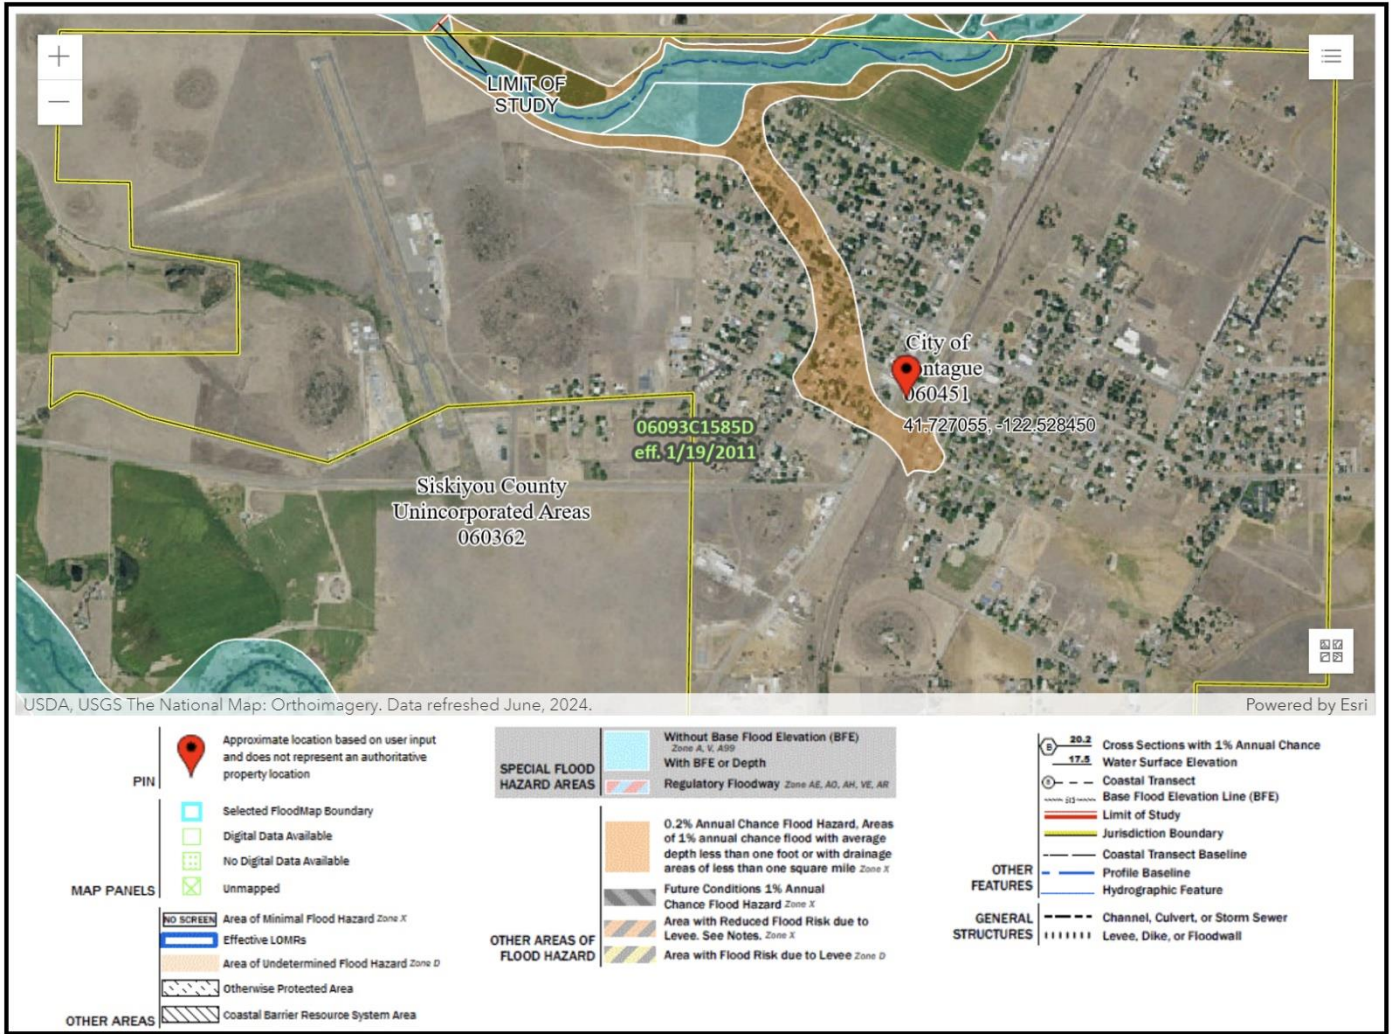 +
−
LIMIT OF
STUDY
City of
ntague
060451
41.727055, -122.528450
06093C1585D
eff. 1/19/2011
Siskiyou County
Unincorporated Areas
060362
USDA, USGS The National Map: Orthoimagery. Data refreshed June, 2024.
Powered by Esri
PIN
Approximate location based on user input
and does not represent an authoritative
property location
MAP PANELS
Selected FloodMap Boundary
Digital Data Available
No Digital Data Available
Unmapped
OTHER AREAS
NO SCREEN Area of Minimal Flood Hazard Zone X
Effective LOMRs
Area of Undetermined Flood Hazard Zone D
Otherwise Protected Area
Coastal Barrier Resource System Area
SPECIAL FLOOD
HAZARD AREAS
Without Base Flood Elevation (BFE)
Zone A, V, A99
With BFE or Depth
Regulatory Floodway Zone AE, AO, AH, VE, AR
OTHER AREAS OF
FLOOD HAZARD
0.2% Annual Chance Flood Hazard, Areas
of 1% annual chance flood with average
depth less than one foot or with drainage
areas of less than one square mile Zone X
Future Conditions 1% Annual
Chance Flood Hazard Zone X
Area with Reduced Flood Risk due to
Levee. See Notes. Zone X
Area with Flood Risk due to Levee Zone D
OTHER
FEATURES
B 20.2 Cross Sections with 1% Annual Chance
17.5 Water Surface Elevation
Coastal Transect
Base Flood Elevation Line (BFE)
Limit of Study
Jurisdiction Boundary
Coastal Transect Baseline
Profile Baseline
Hydrographic Feature
GENERAL
STRUCTURES
Channel, Culvert, or Storm Sewer
Levee, Dike, or Floodwall